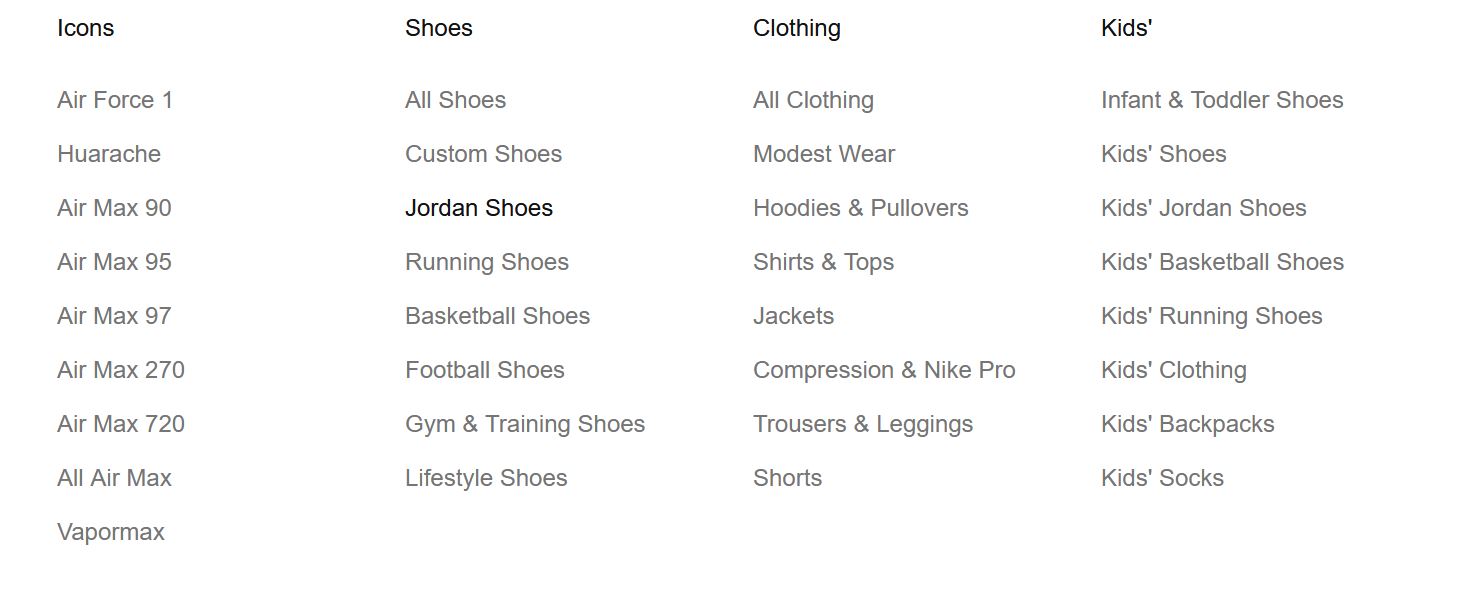 Icons
Air Force 1
Huarache
Air Max 90
Air Max 95
Air Max 97
Air Max 270
Air Max 720
All Air Max
Vapormax
Shoes
All Shoes
Custom Shoes
Jordan Shoes
Running Shoes
Basketball Shoes
Football Shoes
Gym & Training Shoes
Lifestyle Shoes
Clothing
All Clothing
Modest Wear
Hoodies & Pullovers
Shirts & Tops
Jackets
Compression & Nike Pro
Trousers & Leggings
Shorts
Kids'
Infant & Toddler Shoes
Kids' Shoes
Kids' Jordan Shoes
Kids' Basketball Shoes
Kids' Running Shoes
Kids' Clothing
Kids' Backpacks
Kids' Socks